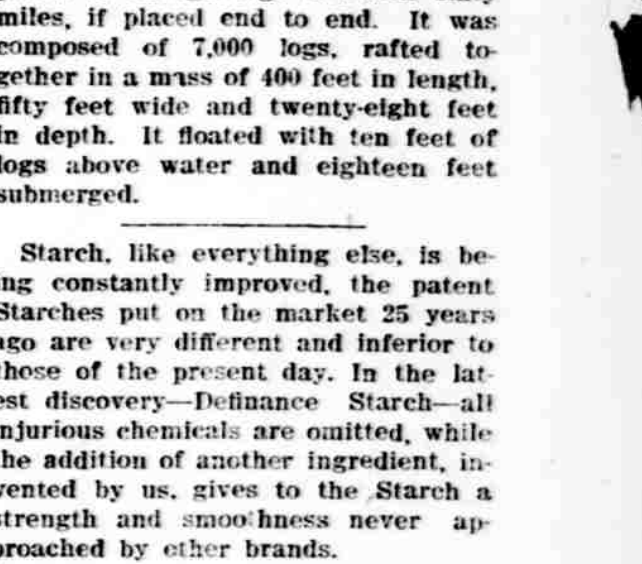 miles, if placed end to end. It was
composed of 7,000 logs, rafted to-
gether in a mass of 400 feet in length,
fifty feet wide and twenty-eight feet
in depth. It floated with ten feet of
logs above water and eighteen feet
submerged.
Starch, like everything else, is be-
ing constantly improved, the patent
Starches put on the market 25 years
ago are very different and inferior to
those of the present day. In the lat-
est discovery—Definance Starch—all
injurious chemicals are omitted, while
the addition of another ingredient, in-
vented by us, gives to the Starch a
strength and smoothness never ap-
proached by other brands.